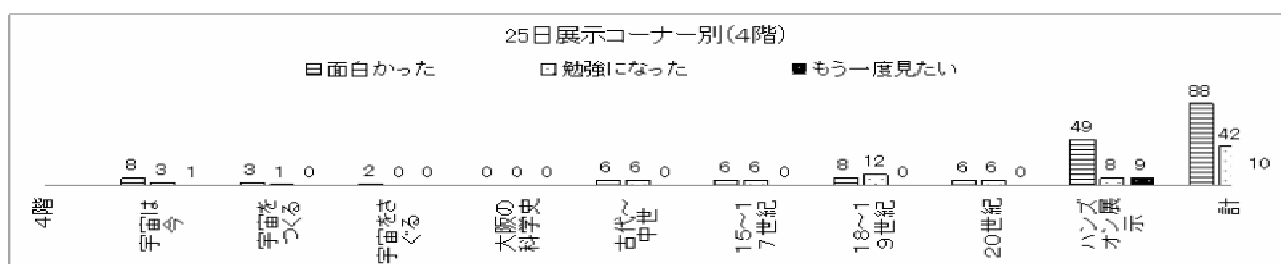 25日展示コーナー別(4階)
面白かった 勉強になった もう一度見たい
8 3 1 3 1 0 2 0 0 0 0 0 6 6 0 6 6 0 8 12 0 6 6 0 49 8 9 88 42 10
4階
宇宙は
今
宇宙を
つくる
宇宙をさ
ぐる
大阪の
科学史
古代~
中世
15~1
7世紀
18~1
9世紀
20世紀
ハンズ
オン展
示
計